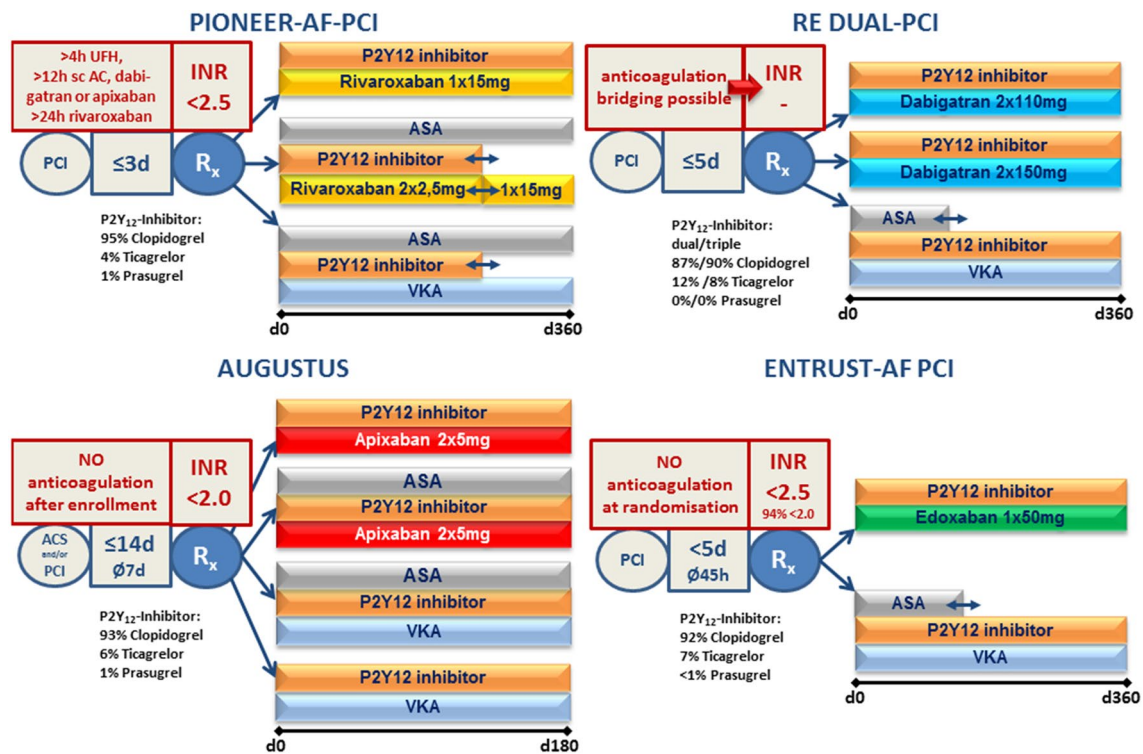 PIONEER-AF-PCI
>4h UFH,
>12h sc AC, dabi-
gatran or apixaban
>24h rivaroxaban
INR
<2.5
PCI
≤3d
Rx
P2Y12 inhibitor
Rivaroxaban 1x15mg
ASA
P2Y12 inhibitor
Rivaroxaban 2x2,5mg
1x15mg
ASA
P2Y12 inhibitor
VKA
P2Y12-Inhibitor:
95% Clopidogrel
4% Ticagrelor
1% Prasugrel
d0
d360
RE DUAL-PCI
anticoagulation
bridging possible
INR
-
PCI
≤5d
Rx
P2Y12 inhibitor
Dabigatran 2x110mg
P2Y12 inhibitor
Dabigatran 2x150mg
ASA
P2Y12 inhibitor
VKA
P2Y12-Inhibitor:
dual/triple
87%/90% Clopidogrel
12% /8% Ticagrelor
0%/0% Prasugrel
d0
d360
AUGUSTUS
NO
anticoagulation
after enrollment
INR
<2.0
ACS
and/or
PCI
≤14d
Ø7d
Rx
P2Y12 inhibitor
Apixaban 2x5mg
ASA
P2Y12 inhibitor
Apixaban 2x5mg
ASA
P2Y12 inhibitor
VKA
P2Y12 inhibitor
VKA
P2Y12-Inhibitor:
93% Clopidogrel
6% Ticagrelor
1% Prasugrel
d0
d180
ENTRUST-AF PCI
NO
anticoagulation
at randomisation
INR
<2.5
94% <2.0
PCI
<5d
Ø45h
Rx
P2Y12 inhibitor
Edoxaban 1x50mg
ASA
P2Y12 inhibitor
VKA
P2Y12-Inhibitor:
92% Clopidogrel
7% Ticagrelor
<1% Prasugrel
d0
d360